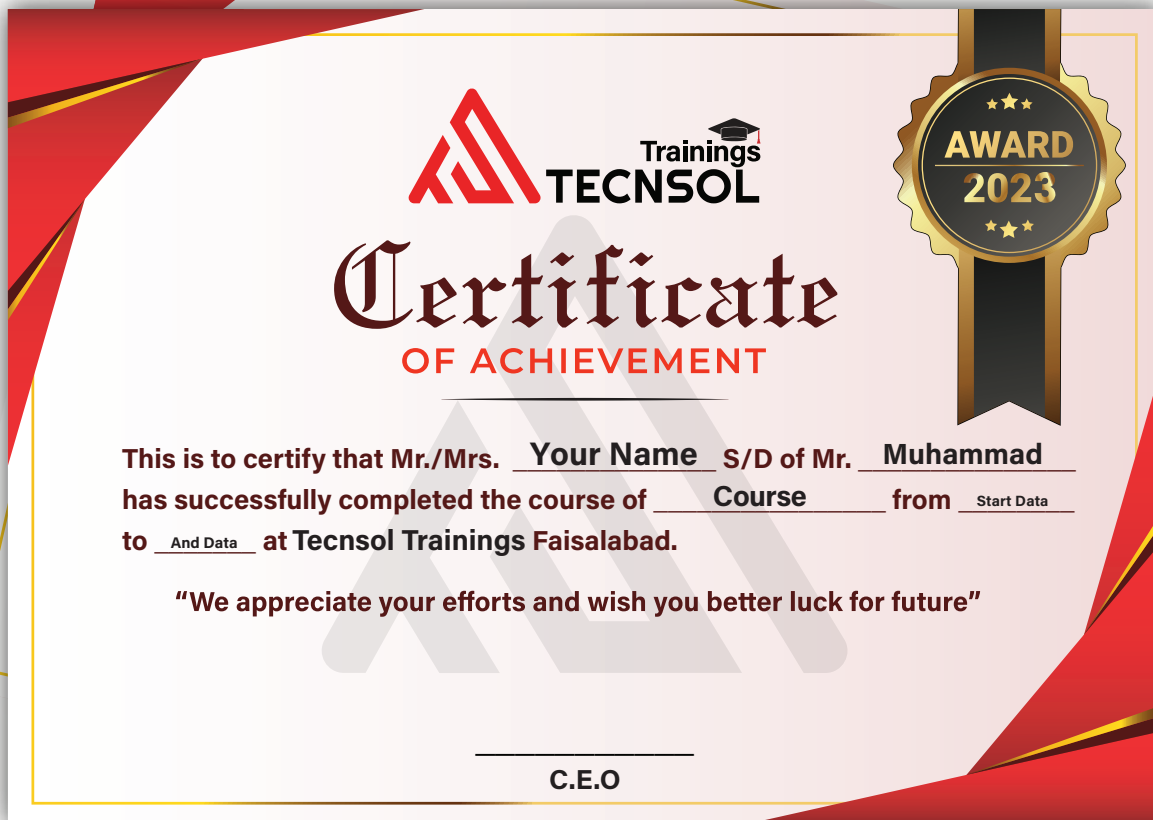 Trainings
TECNSOL
AWARD
2023
Certificate
OF ACHIEVEMENT
This is to certify that Mr./Mrs. Your Name S/D of Mr. Muhammad
has successfully completed the course of Course from Start Data
to And Data at Tecnsol Trainings Faisalabad.
“We appreciate your efforts and wish you better luck for future”
C.E.O